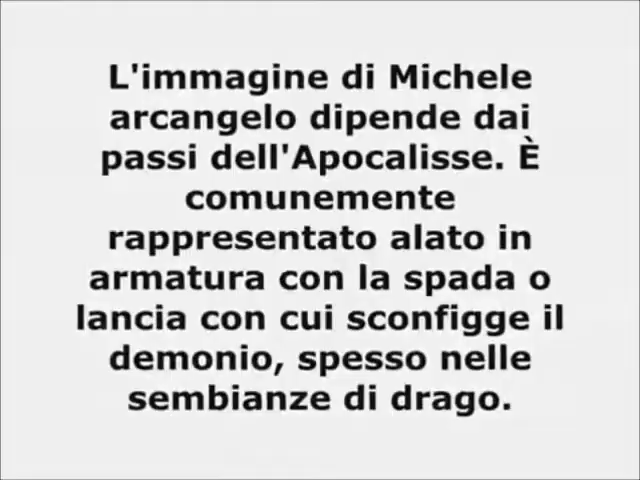 L'immagine di Michele
arcangelo dipende dai
passi dell'Apocalisse. È
comunemente
rappresentato alato in
armatura con la spada o
lancia con cui sconfigge il
demonio, spesso nelle
sembianze di drago.